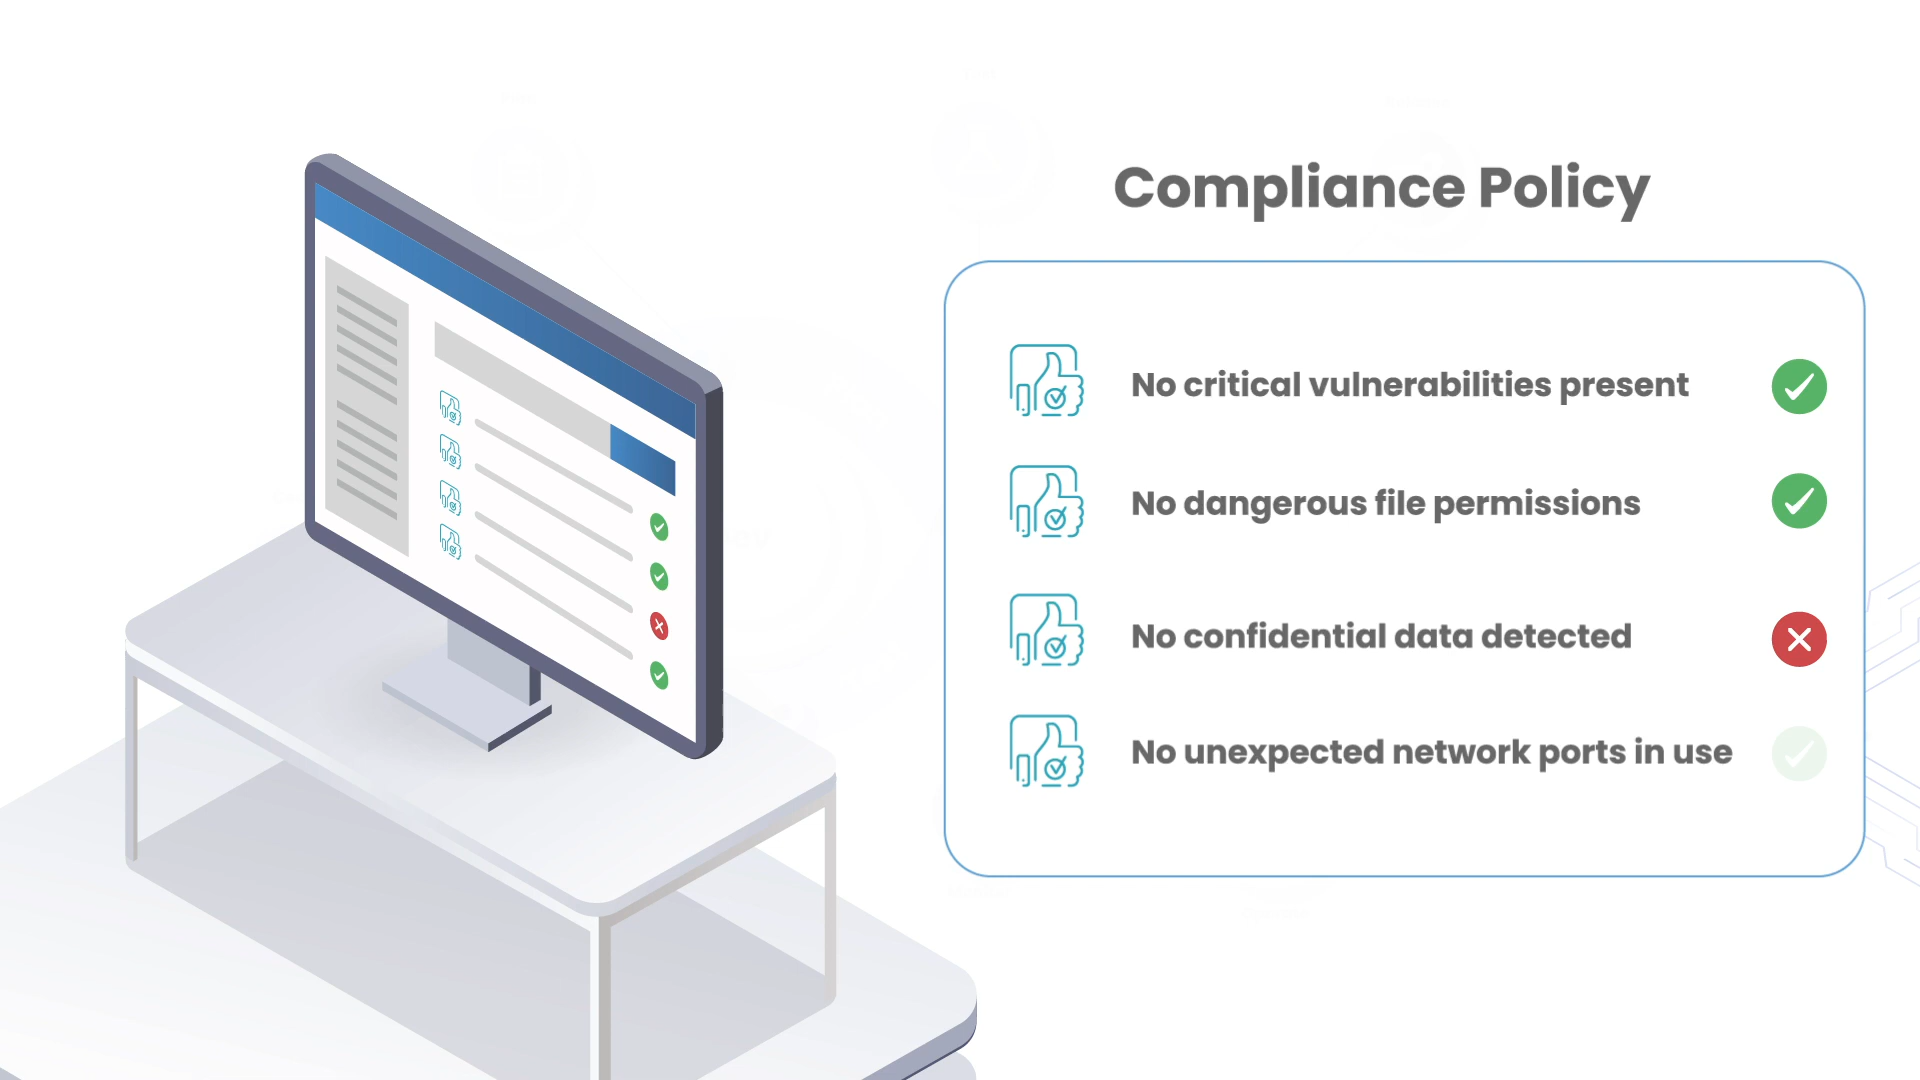 Compliance Policy
No critical vulnerabilities present
No dangerous file permissions
No confidential data detected
No unexpected network ports in use